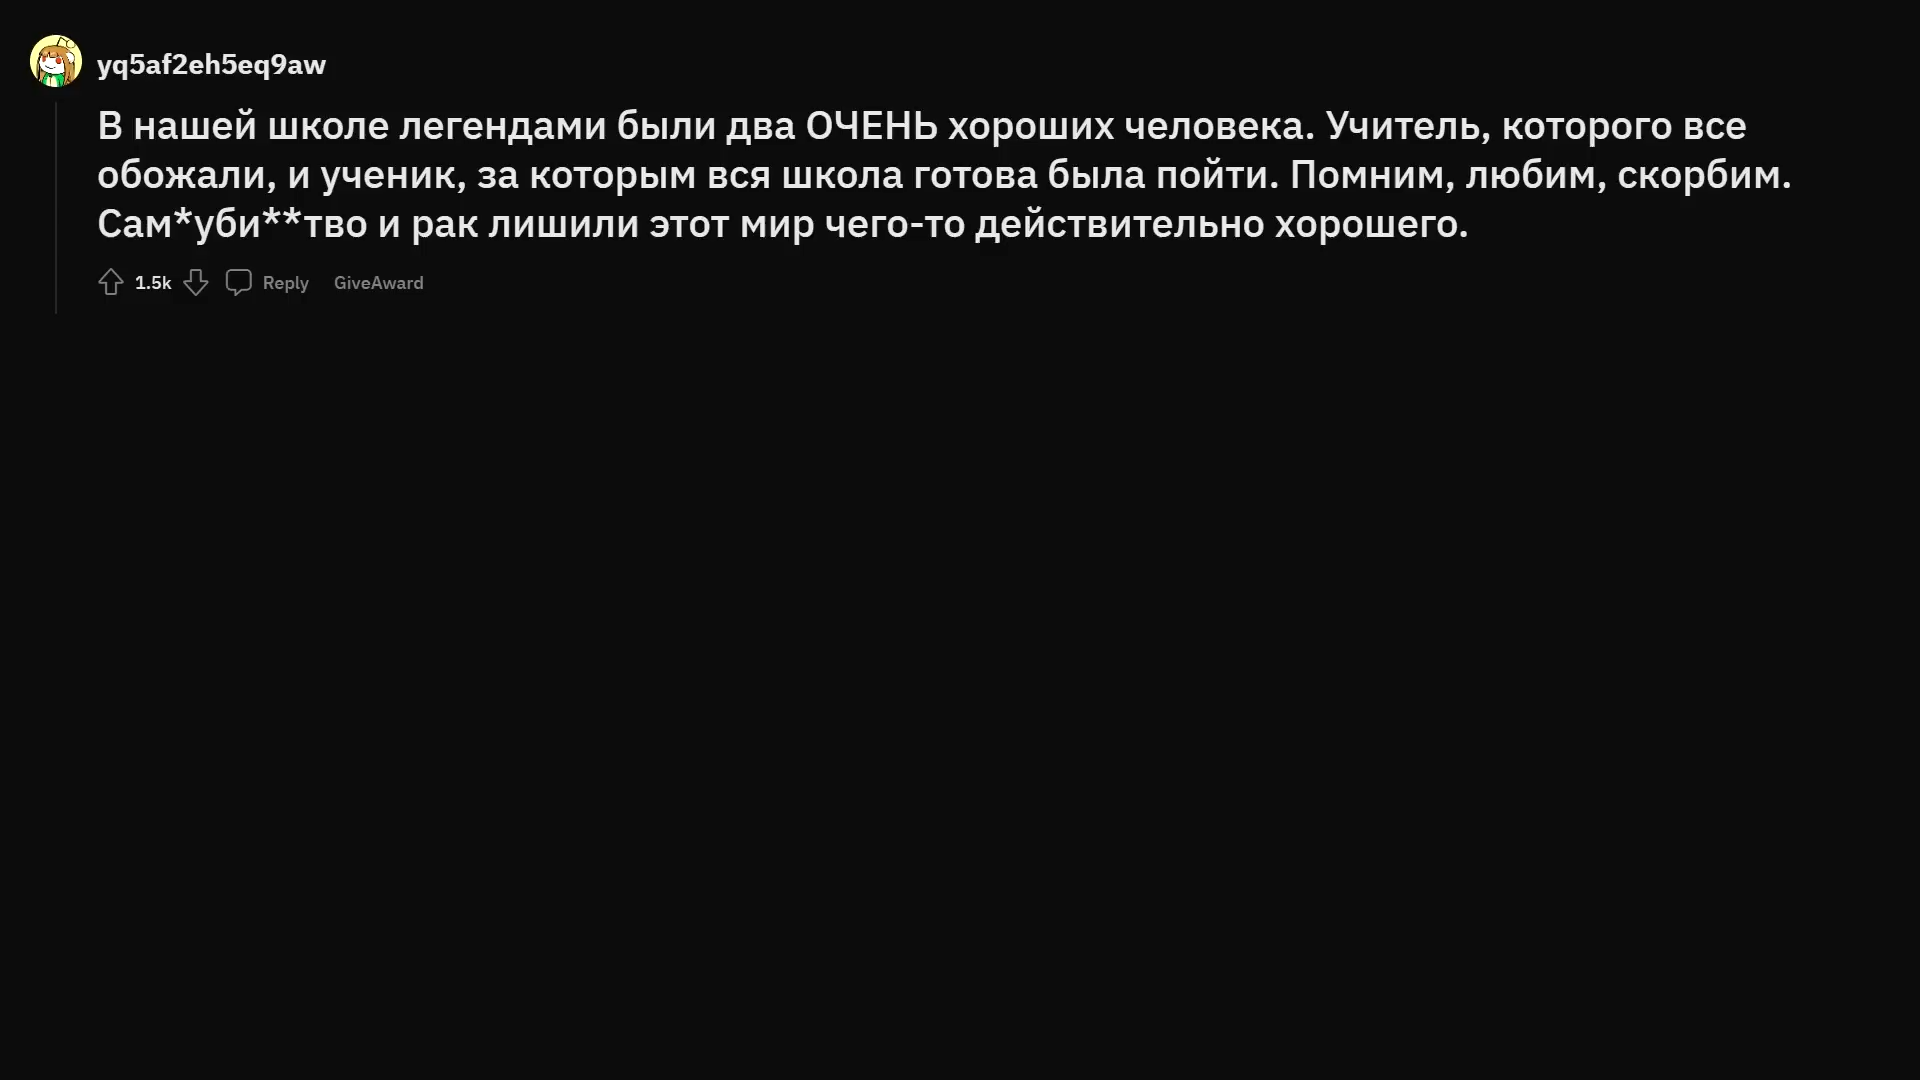 yq5af2eh5eq9aw
В нашей школе легендами были два ОЧЕНЬ хороших человека. Учитель, которого все
обожали, и ученик, за которым вся школа готова была пойти. Помним, любим, скорбим.
Сам*уби**тво и рак лишили этот мир чего-то действительно хорошего.
1.5k Reply GiveAward